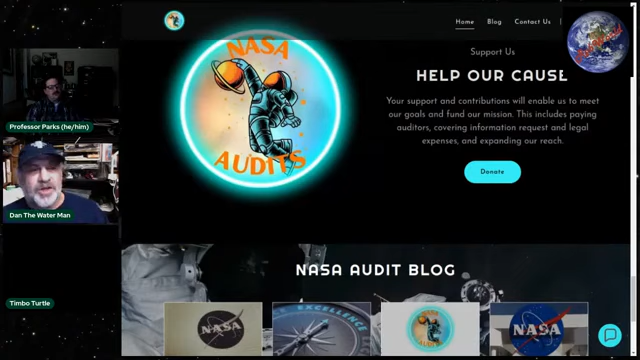 Home Blog Contact Us
Support Us
HELP OUR CAUSE
Your support and contributions will enable us to meet
our goals and fund our mission. This includes paying
auditors, covering information request and legal
expenses, and expanding our reach.
Donate
NASA
AUDITS
Professor Parks (he/him)
Dan The Water Man
Timbo Turtle
NASA AUDIT BLOG
NASA
EXCELLENCE
NASA